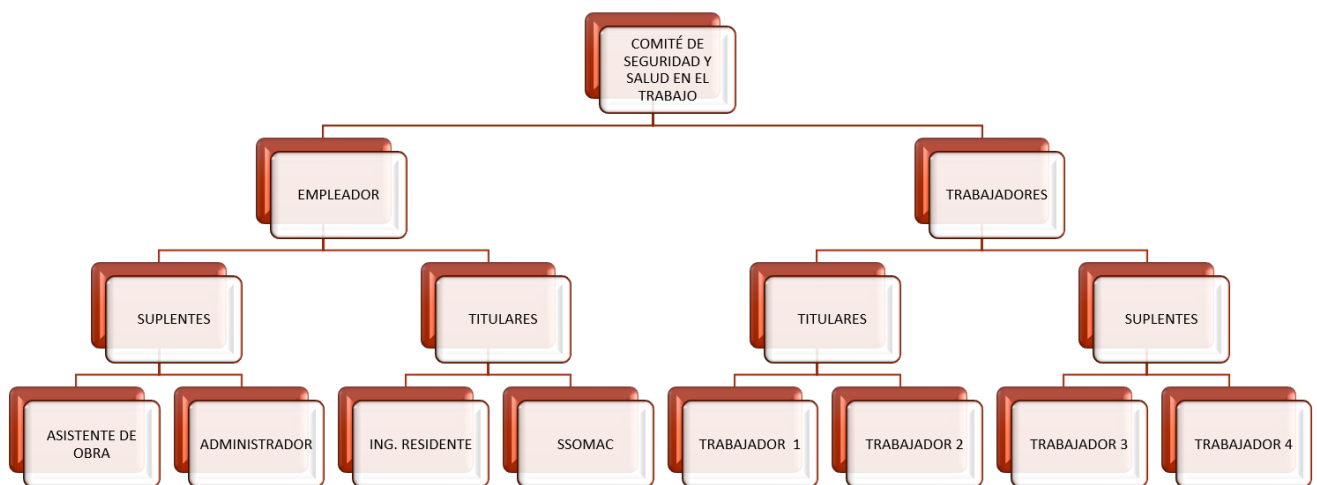 COMITÉ DE
SEGURIDAD Y
SALUD EN EL
TRABAJO
EMPLEADOR
TRABAJADORES
SUPLENTES
TITULARES
TITULARES
SUPLENTES
ASISTENTE DE
OBRA
ADMINISTRADOR
ING. RESIDENTE
SSOMAC
TRABAJADOR 1
TRABAJADOR 2
TRABAJADOR 3
TRABAJADOR 4